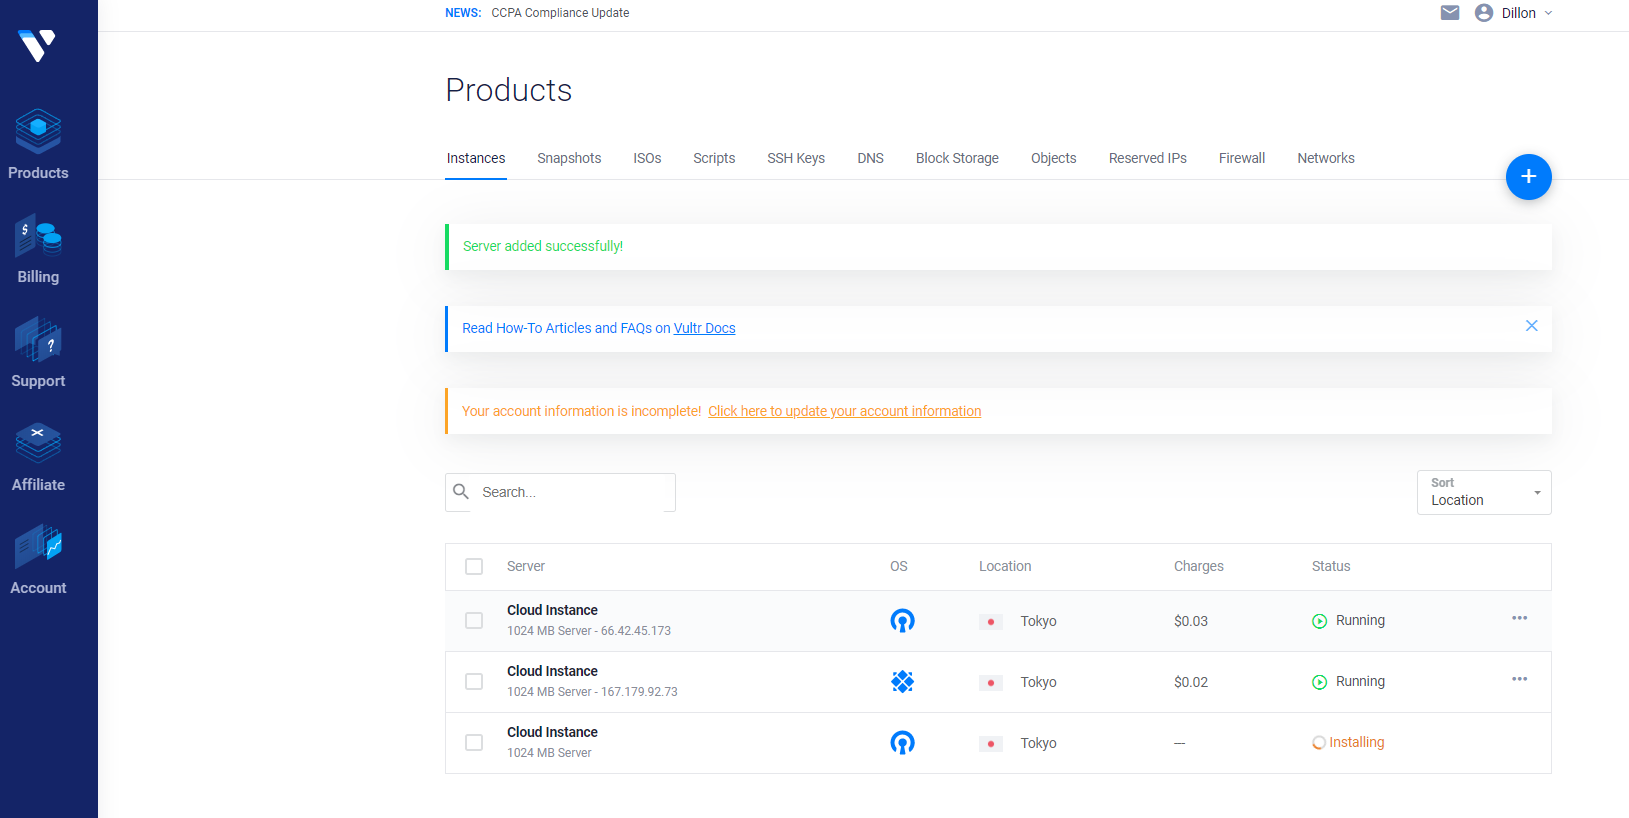 NEWS: CCPA Compliance Update
Dillon
Products
Instances Snapshots ISOs Scripts SSH Keys DNS Block Storage Objects Reserved IPs Firewall Networks
Server added successfully!
Read How-To Articles and FAQs on Vultr Docs
Your account information is incomplete! Click here to update your account information
Search...
Sort
Location
Server OS Location Charges Status
Cloud Instance
1024 MB Server - 66.42.45.173
Tokyo $0.03 Running
Cloud Instance
1024 MB Server - 167.179.92.73
Tokyo $0.02 Running
Cloud Instance
1024 MB Server
Tokyo --- Installing
Products
Billing
Support
Affiliate
Account